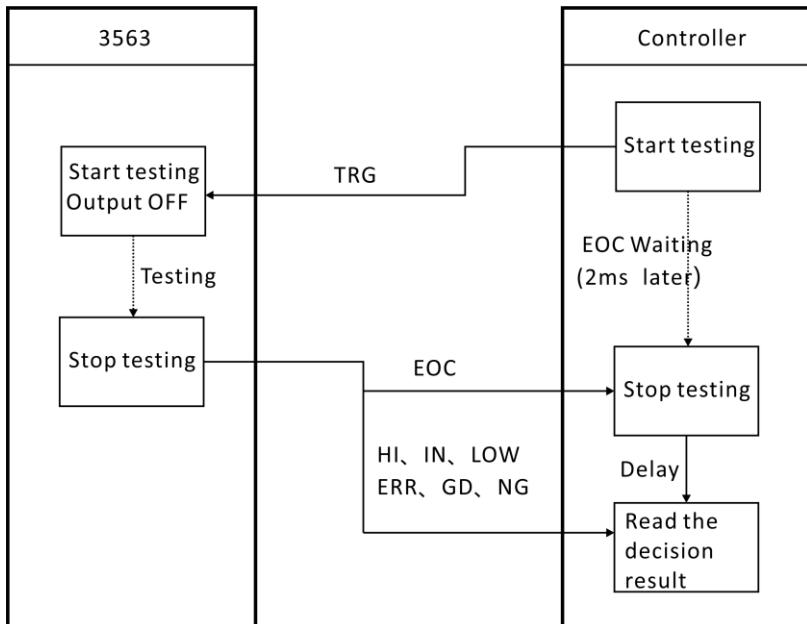 3563
Controller
Start testing
Output OFF
TRG
Start testing
Testing
EOC Waiting
(2ms later)
Stop testing
EOC
Stop testing
HI、IN、LOW
ERR、GD、NG
Delay
Read the
decision
result